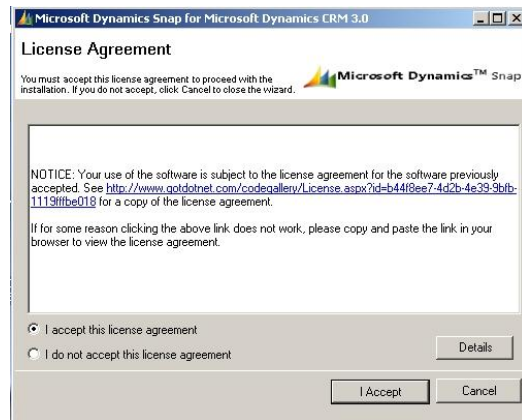 Microsoft Dynamics Snap for Microsoft Dynamics CRM 3.0
License Agreement
You must accept this license agreement to proceed with the
installation. If you do not accept, click Cancel to close the wizard.
Microsoft Dynamics™ Snap
NOTICE: Your use of the software is subject to the license agreement for the software previously
accepted. See http://www.gotdotnet.com/codegallery/License.aspx?id=b44f8ee7-4d2b-4e39-9bfb-
1119fffbe018 for a copy of the license agreement.
If for some reason clicking the above link does not work, please copy and paste the link in your
browser to view the license agreement.
I accept this license agreement
I do not accept this license agreement
Details
I Accept
Cancel